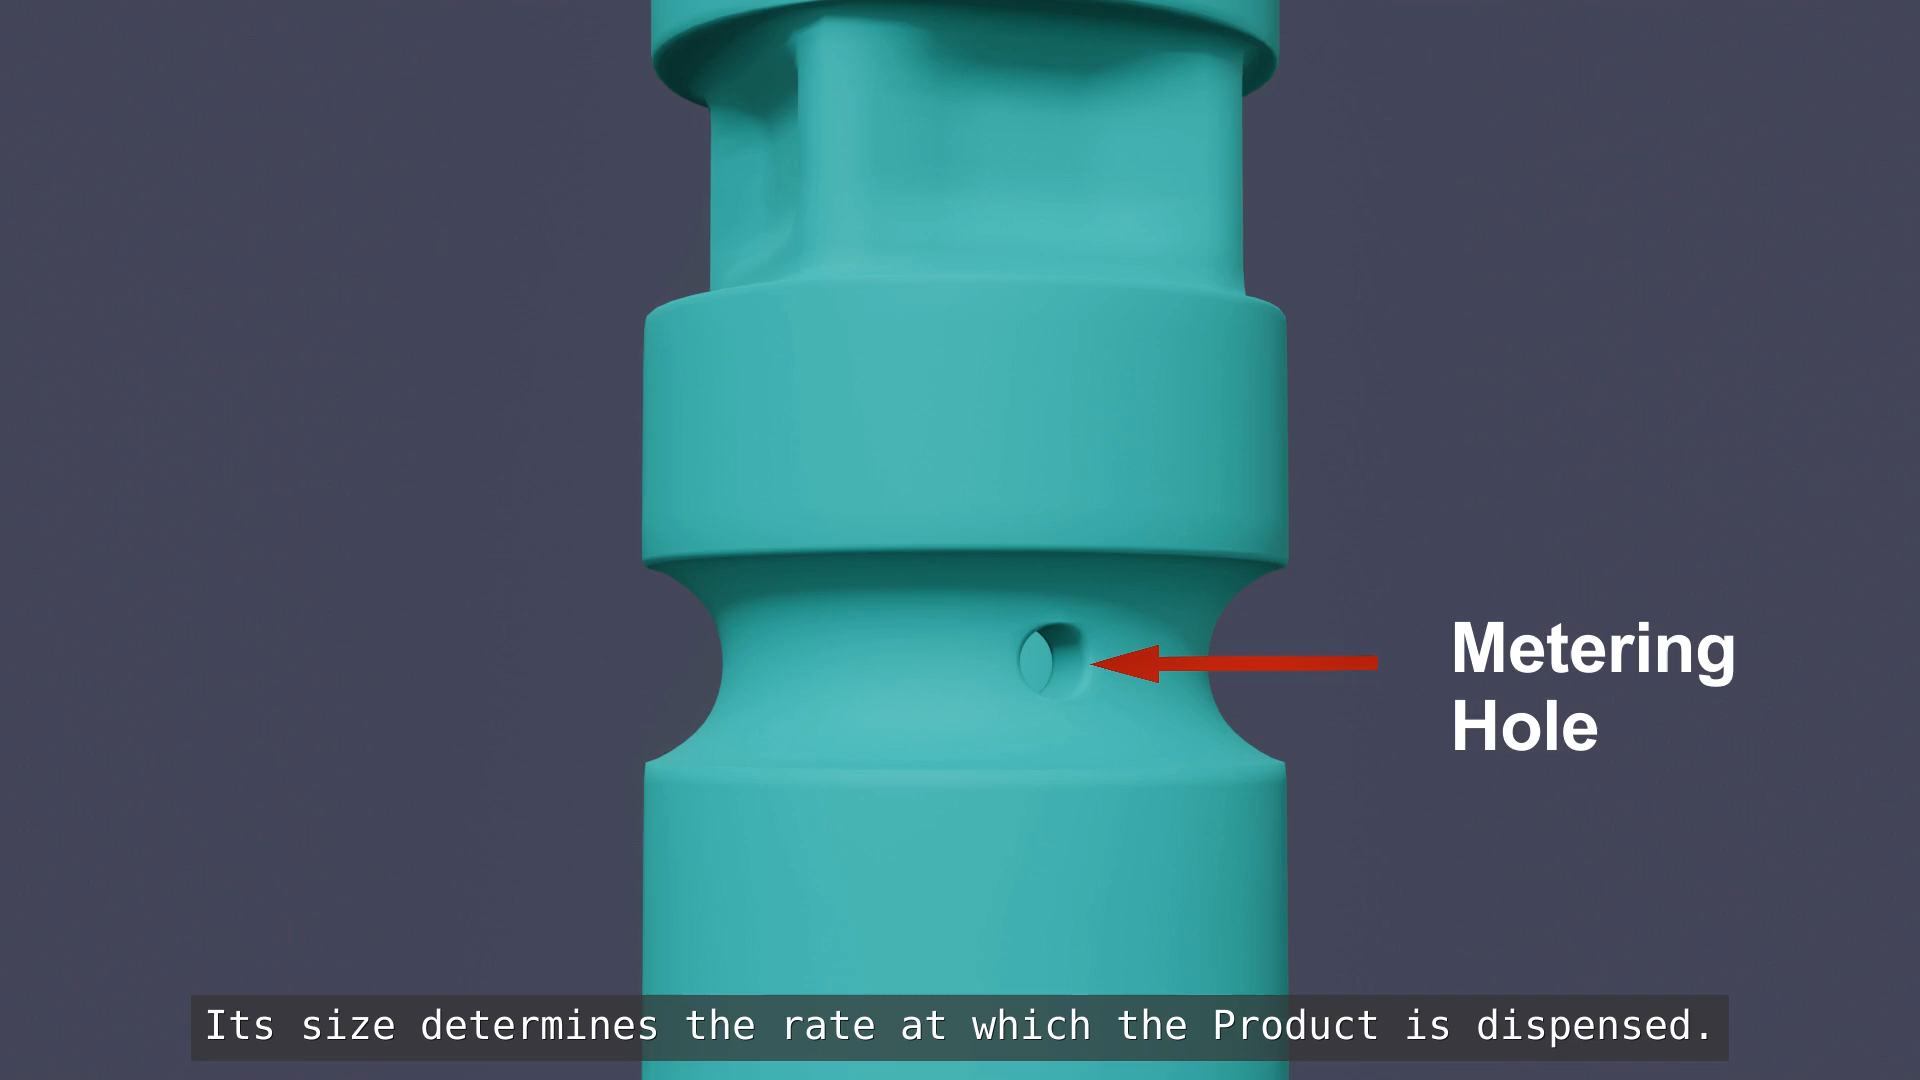 Metering
Hole
Its size determines the rate at which the Product is dispensed.